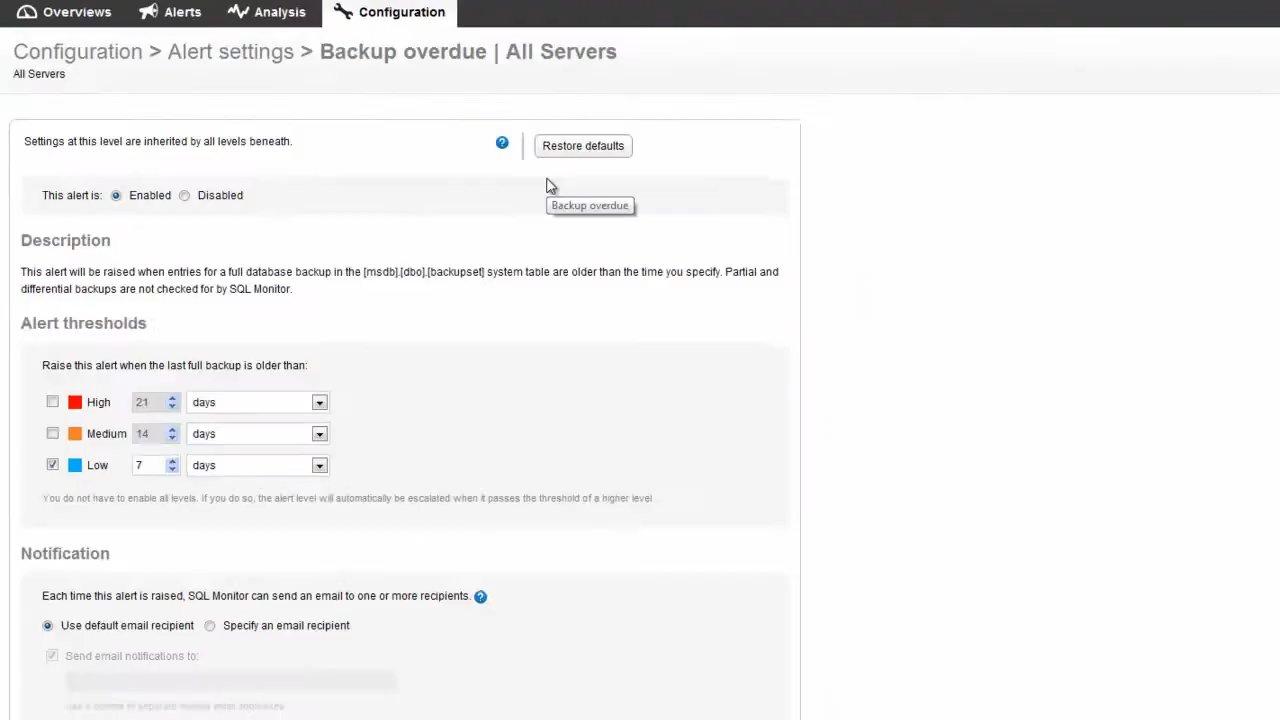 Overviews Alerts Analysis Configuration
Configuration > Alert settings > Backup overdue | All Servers
All Servers
Settings at this level are inherited by all levels beneath. ? Restore defaults
This alert is: Enabled Disabled
Backup overdue
Description
This alert will be raised when entries for a full database backup in the [msdb].[dbo].[backupset] system table are older than the time you specify. Partial and
differential backups are not checked for by SQL Monitor.
Alert thresholds
Raise this alert when the last full backup is older than:
High 21 days
Medium 14 days
Low 7 days
You do not have to enable all levels. If you do so, the alert level will automatically be escalated when it passes the threshold of a higher level.
Notification
Each time this alert is raised, SQL Monitor can send an email to one or more recipients. ?
Use default email recipient Specify an email recipient
Send email notifications to:
Use a comma to separate multiple email addresses